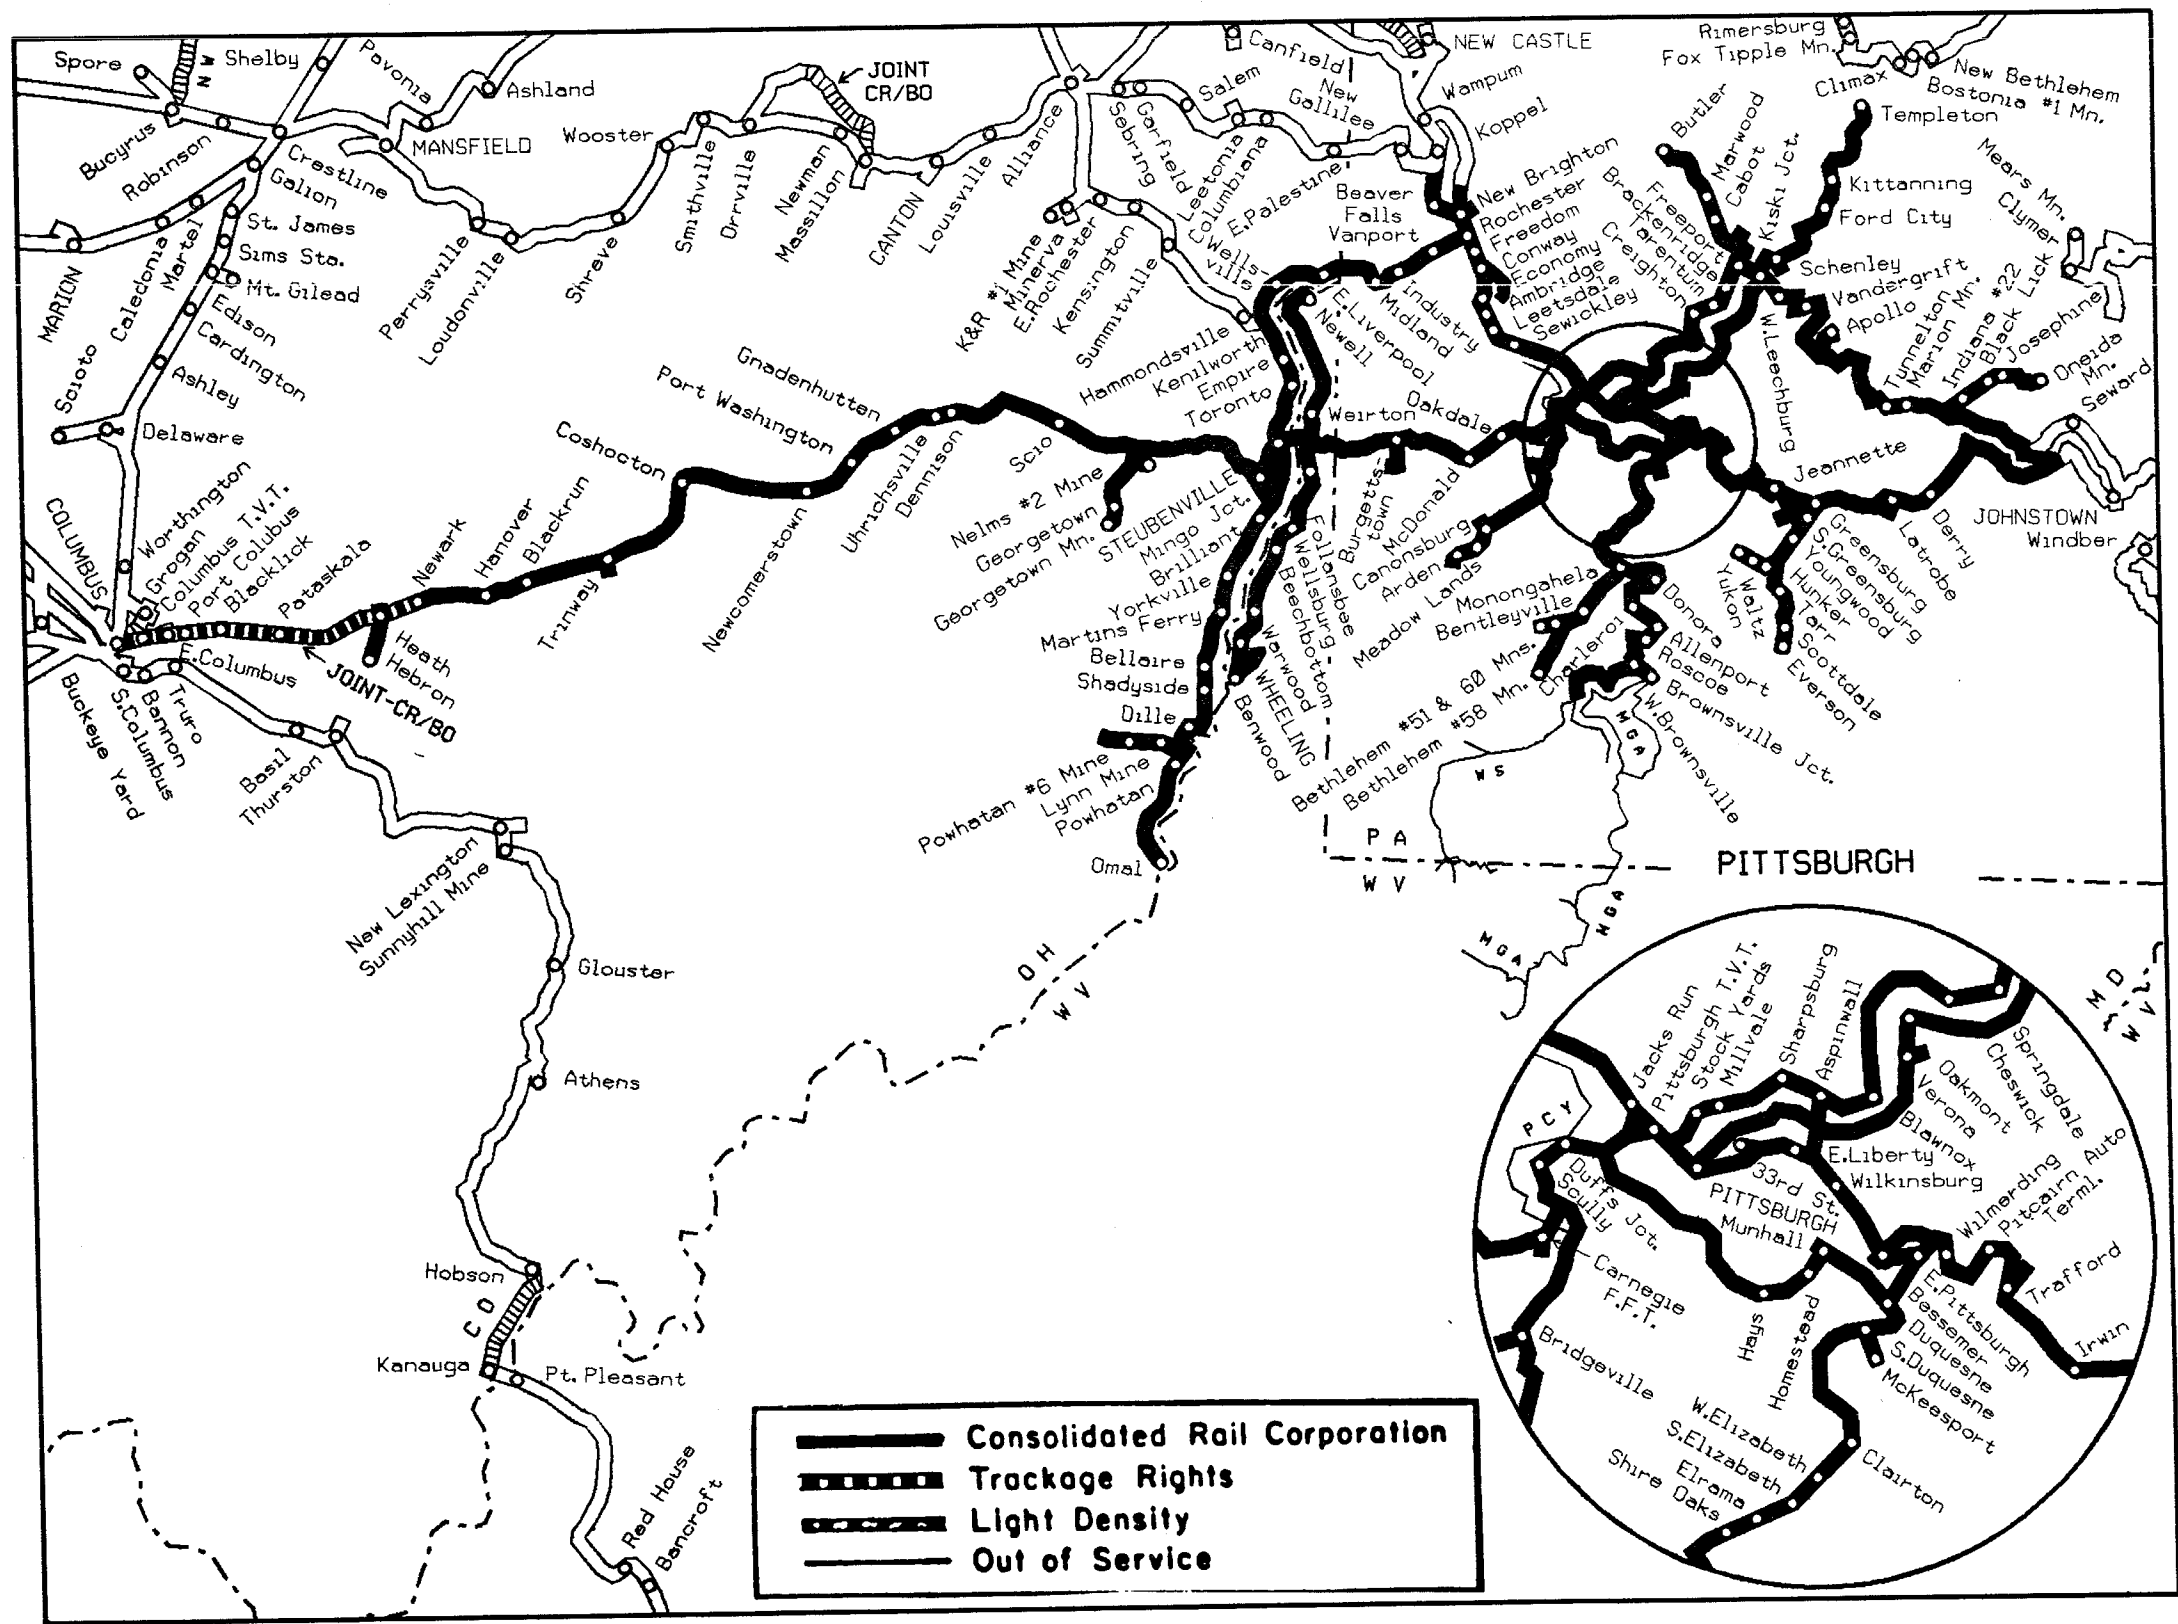 Spore
N W
Shelby
Pavonia
Ashland
Bucyrus
Robinson
Crestline
Galion
MANSFIELD
Wooster
JOINT
CR/BO
MARION
Caledonia
Martel
St. James
Sims Sta.
Mt. Gilead
Edison
Cardington
Ashley
Scioto
Delaware
Perrysville
Loudonville
Shreve
Smithville
Orrville
Newman
Massillon
CANTON
Louisville
Alliance
Sebring
Garfield
Salem
Canfield
Leetonia
Columbiana
New
Gallilee
E.Palestine
NEW CASTLE
Wampum
Koppel
K&R #1 Mine
Minerva
E.Rochester
Kensington
Summitville
Wells-
ville
Hammondsville
Kenilworth
Empire
Toronto
Beaver
Falls
Vanport
New Brighton
Rochester
Freedom
Conway
Economy
Ambridge
Leetsdale
Sewickley
Industry
Midland
E.Liverpool
Newell
Rimersburg
Fox Tipple Mn.
Climax
New Bethlehem
Bostonia #1 Mn.
Templeton
Butler
Marwood
Cabot
Kiski Jct.
Kittanning
Ford City
Freeport
Brackenridge
Tarentum
Creighton
Schenley
Vandergrift
Apollo
W.Leechburg
Mears Mn.
Clymer
Tunnelton
Marion Mn.
Indiana #22
Black Lick
Josephine
Oneida
Mn.
Seward
JOHNSTOWN
Windber
Jeannette
Greensburg
S.Greensburg
Youngwood
Hunker
Tarr
Scottdale
Everson
Latrobe
Derry
Waltz
Yukon
Weirton
Oakdale
Burgetts-
town
McDonald
Canonsburg
Arden
Meadow Lands
Monongahela
Bentleyville
Donora
Charleroi
Allenport
Roscoe
Brownsville Jct.
W.Brownsville
Bethlehem #51 & 60 Mns.
Bethlehem #58 Mn.
Gnadenhutten
Port Washington
Coshocton
Scio
Uhrichsville
Dennison
Newcomerstown
Nelms #2 Mine
Georgetown
Georgetown Mn.
STEUBENVILLE
Mingo Jct.
Brilliant
Yorkville
Martins Ferry
Bellaire
Shadyside
Dille
Powhatan #6 Mine
Lynn Mine
Powhatan
Omal
Follansbee
Wellsburg
Beechbottom
Warwood
WHEELING
Benwood
COLUMBUS
Worthington
Grogan
Columbus T.V.T.
Port Colubus
Blacklick
Pataskala
Newark
Hanover
Blackrun
Trinway
Heath
Hebron
JOINT-CR/BO
E.Columbus
Truro
Bannon
S.Columbus
Buckeye Yard
Basil
Thurston
New Lexington
Sunnyhill Mine
Glouster
Athens
Hobson
C O
Kanauga
Pt. Pleasant
Red House
Bancroft
O H
W V
P A
W V
W S
MGA
MGA
MGA
M D
W V
PITTSBURGH
Jacks Run
Pittsburgh T.V.T.
Stock Yards
Millvale
Sharpsburg
Aspinwall
Springdale
Cheswick
Oakmont
Verona
Blawnox
P C Y
E.Liberty
Wilkinsburg
33rd St.
PITTSBURGH
Munhall
Duffs Jct.
Scully
Carnegie
F.F.T.
Bridgeville
Hays
Homestead
Wilmerding
Pitcairn Auto
Terml.
Trafford
Irwin
E.Pittsburgh
Bessemer
Duquesne
S.Duquesne
McKeesport
W.Elizabeth
S.Elizabeth
Elrama
Shire Oaks
Clairton
Consolidated Rail Corporation
Trackage Rights
Light Density
Out of Service